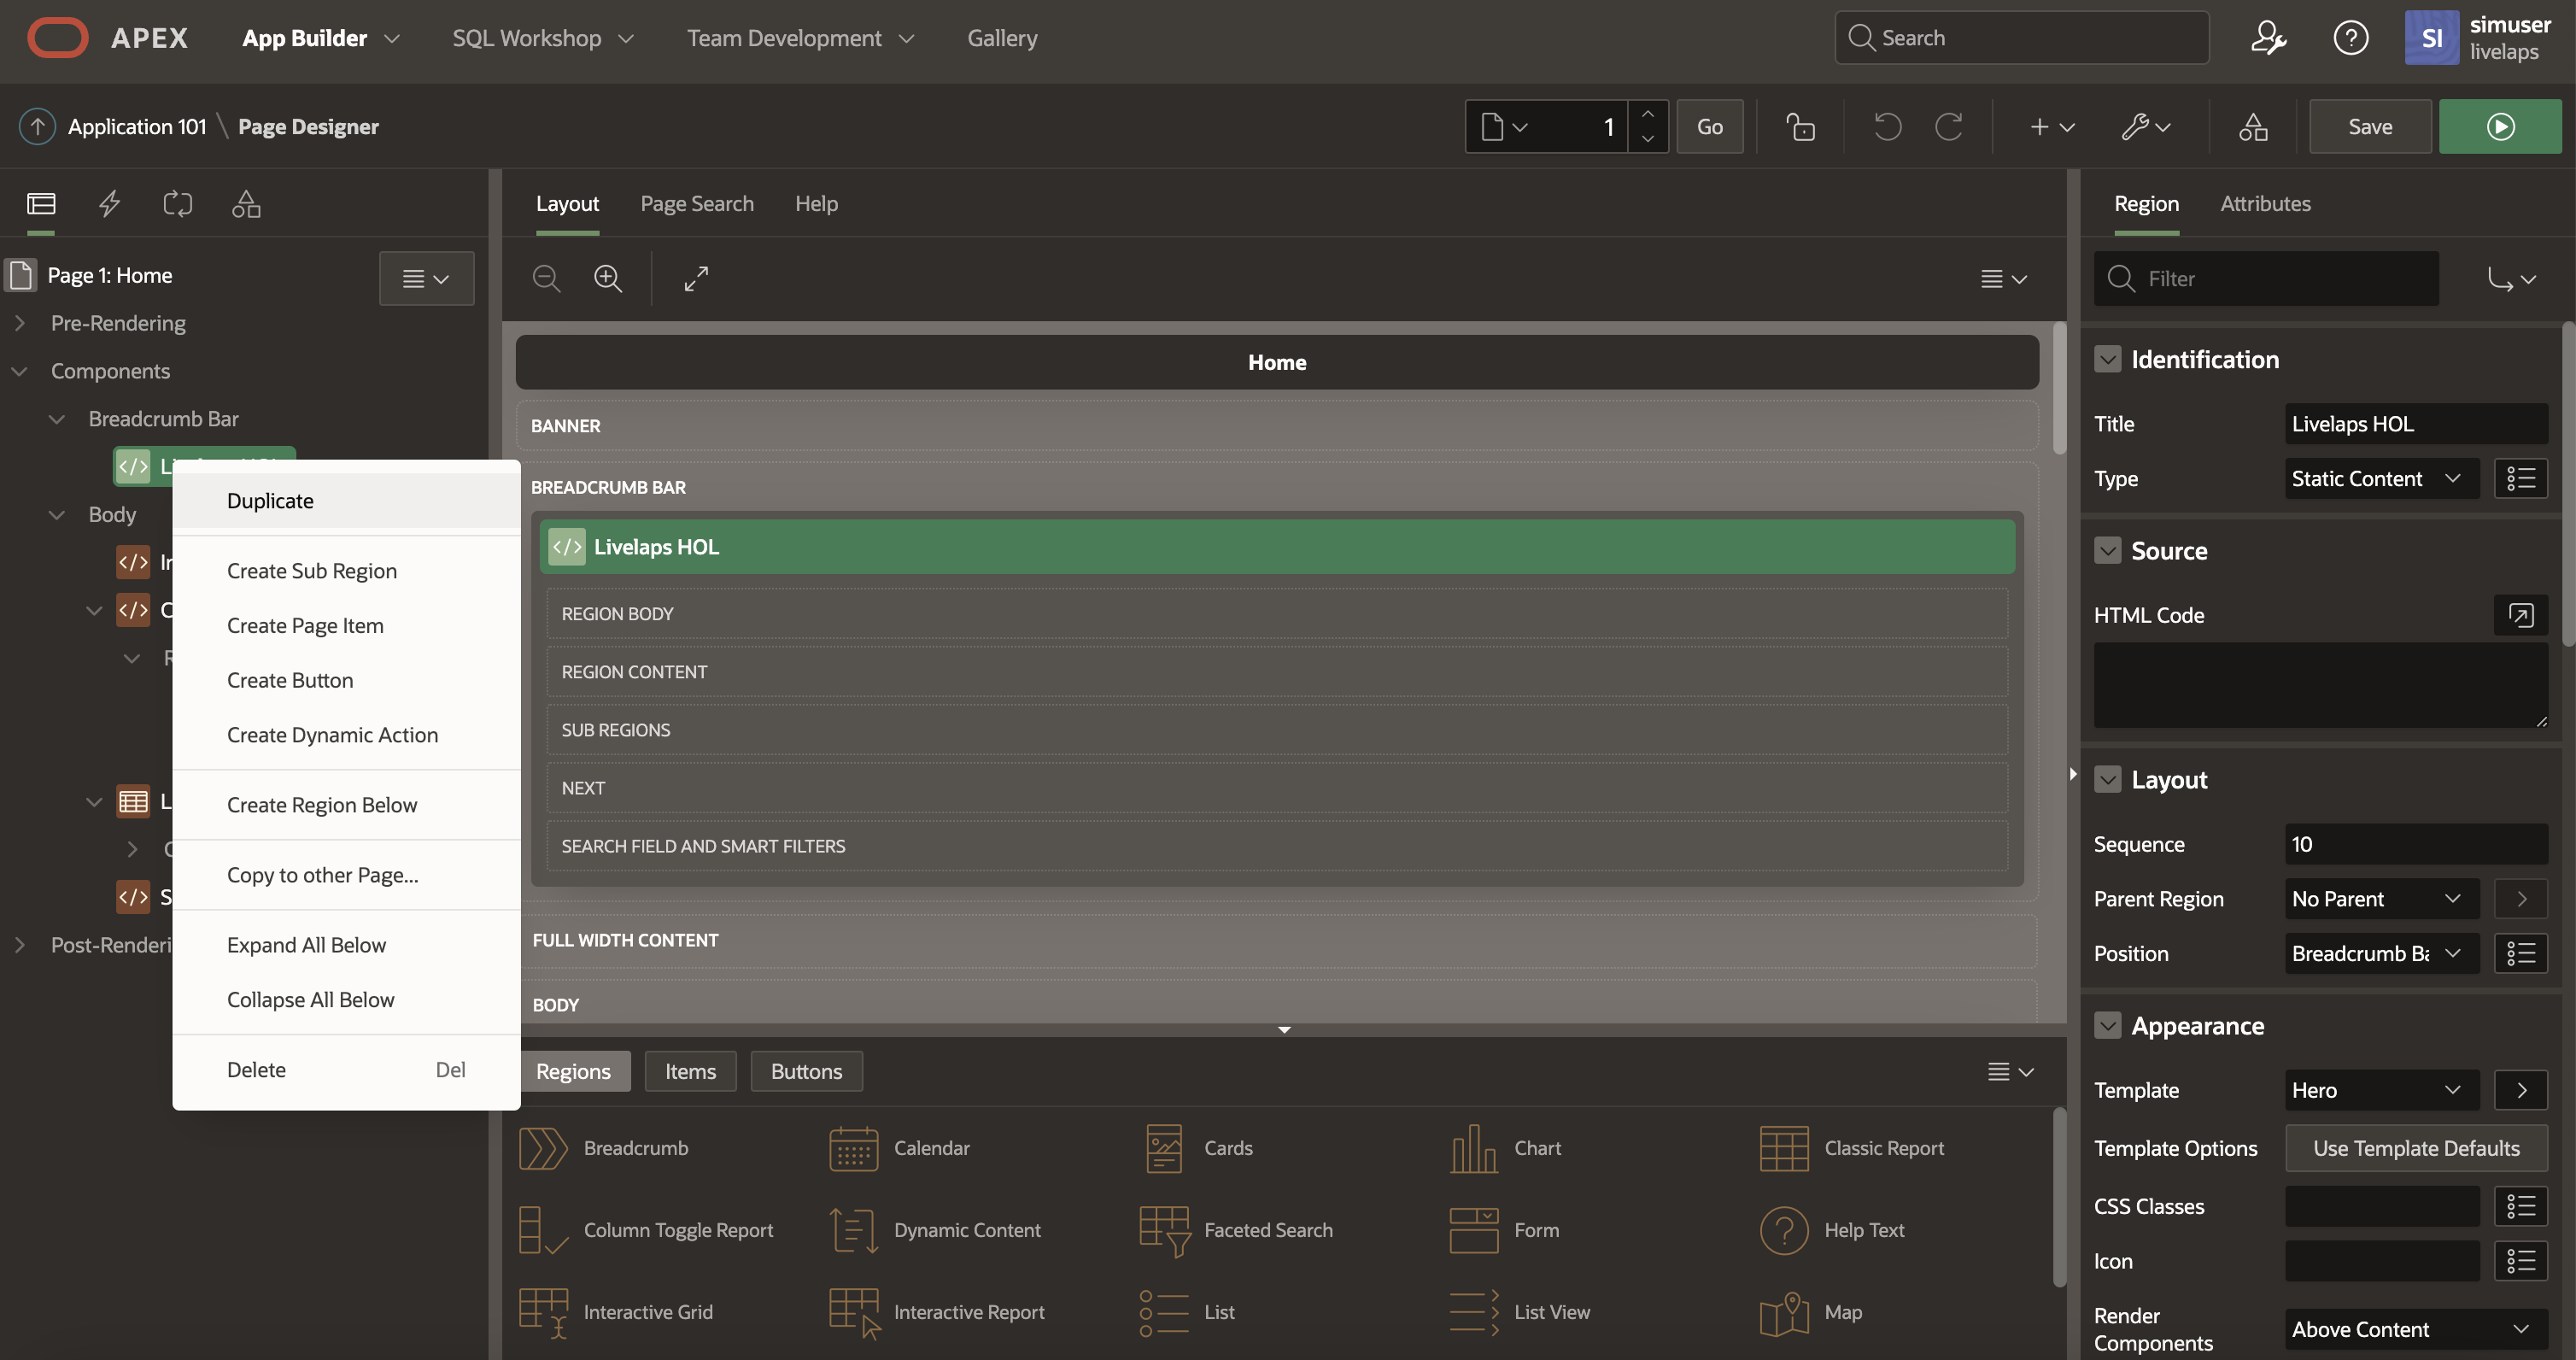 APEX App Builder SQL Workshop Team Development Gallery Search SI simuser
livelaps
Application 101 \ Page Designer 1 Go Save
Page 1: Home
Pre-Rendering
Components
Breadcrumb Bar
Body
Post-Renderi
Duplicate
Create Sub Region
Create Page Item
Create Button
Create Dynamic Action
Create Region Below
Copy to other Page...
Expand All Below
Collapse All Below
Delete Del
Layout Page Search Help
Home
BANNER
BREADCRUMB BAR
Livelaps HOL
REGION BODY
REGION CONTENT
SUB REGIONS
NEXT
SEARCH FIELD AND SMART FILTERS
FULL WIDTH CONTENT
BODY
Regions Items Buttons
Breadcrumb Calendar Cards Chart Classic Report
Column Toggle Report Dynamic Content Faceted Search Form Help Text
Interactive Grid Interactive Report List List View Map
Region Attributes
Filter
Identification
Title Livelaps HOL
Type Static Content
Source
HTML Code
Layout
Sequence 10
Parent Region No Parent
Position Breadcrumb Ba
Appearance
Template Hero
Template Options Use Template Defaults
CSS Classes
Icon
Render
Components Above Content